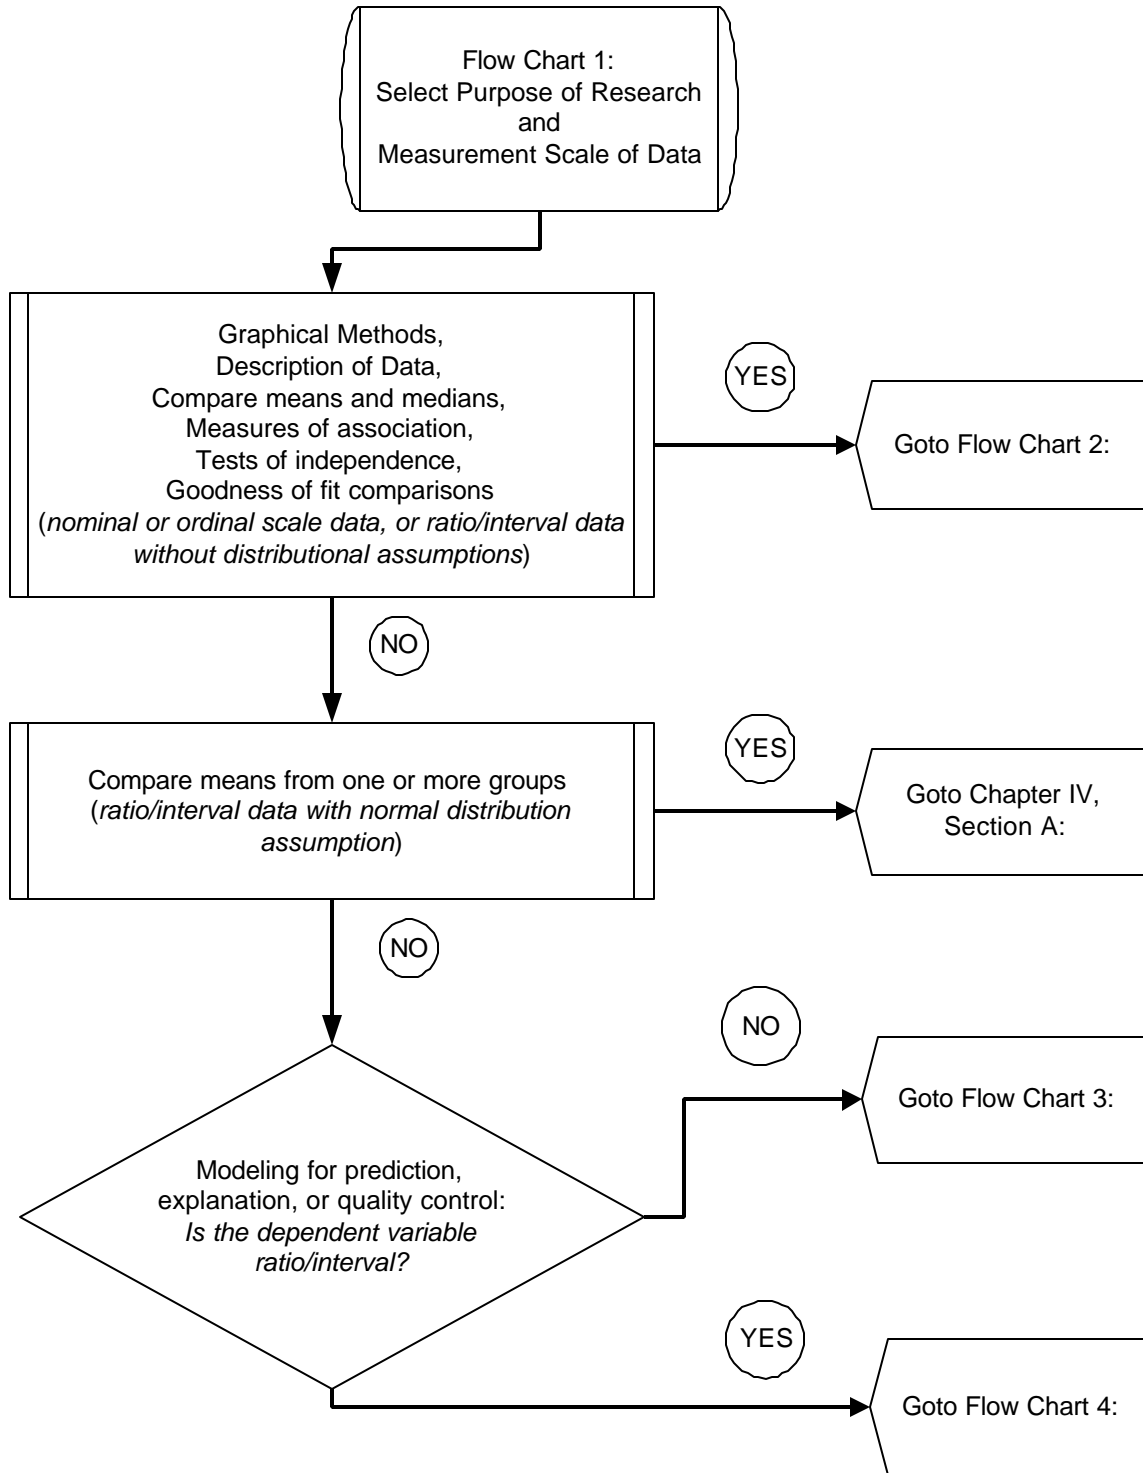 Flow Chart 1:
Select Purpose of Research
and
Measurement Scale of Data
Graphical Methods,
Description of Data,
Compare means and medians,
Measures of association,
Tests of independence,
Goodness of fit comparisons
(nominal or ordinal scale data, or ratio/interval data
without distributional assumptions)
YES
Goto Flow Chart 2:
NO
Compare means from one or more groups
(ratio/interval data with normal distribution
assumption)
YES
Goto Chapter IV,
Section A:
NO
Modeling for prediction,
explanation, or quality control:
Is the dependent variable
ratio/interval?
NO
Goto Flow Chart 3:
YES
Goto Flow Chart 4: